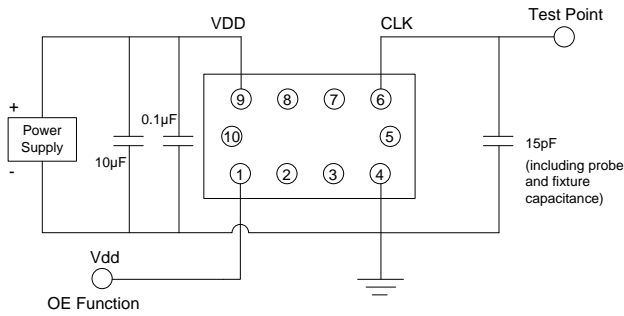 VDD
CLK
Test Point
+
Power
Supply
-
10µF
0.1µF
9
8
7
6
10
5
1
2
3
4
15pF
(including probe
and fixture
capacitance)
Vdd
OE Function